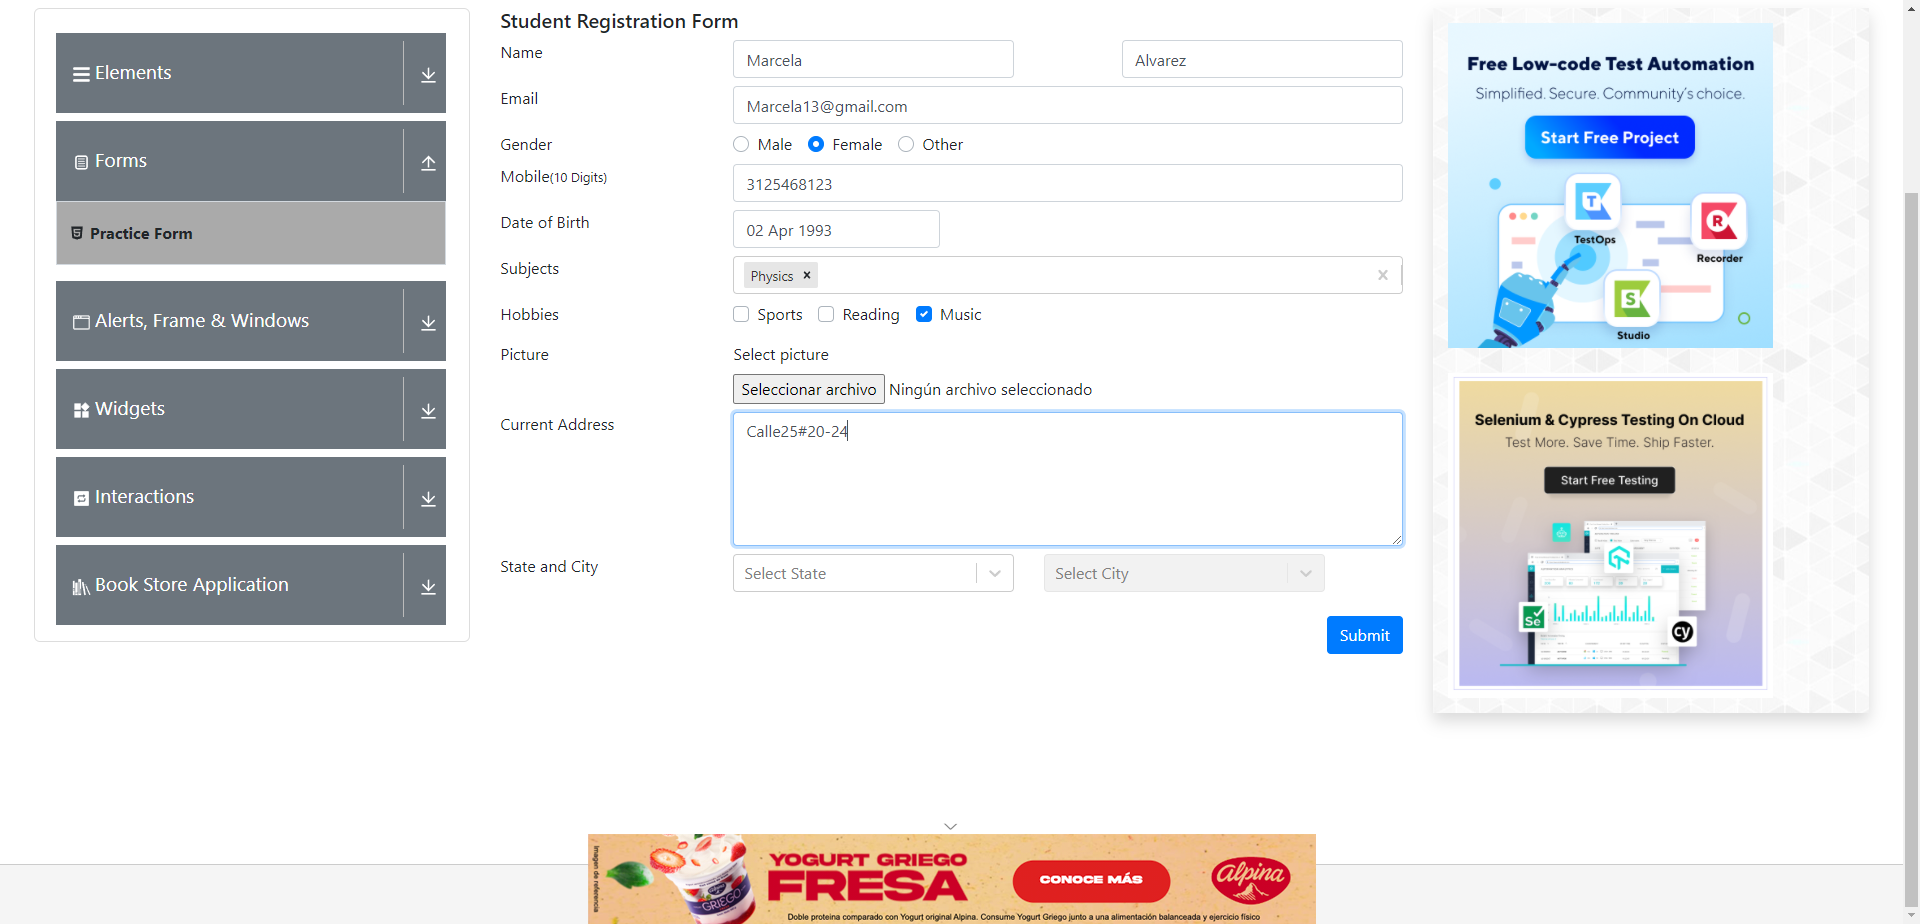 Elements
Forms
Practice Form
Alerts, Frame & Windows
Widgets
Interactions
Book Store Application
Student Registration Form
Name
Marcela
Alvarez
Email
Marcela13@gmail.com
Gender
Male
Female
Other
Mobile(10 Digits)
3125468123
Date of Birth
02 Apr 1993
Subjects
Physics
Hobbies
Sports
Reading
Music
Picture
Select picture
Seleccionar archivo Ningún archivo seleccionado
Current Address
Calle25#20-24
State and City
Select State
Select City
Submit
Free Low-code Test Automation
Simplified. Secure. Community's choice.
Start Free Project
TestOps
R
Recorder
S
Studio
Selenium & Cypress Testing On Cloud
Test More. Save Time. Ship Faster.
Start Free Testing
Se
cy
Imagen de referencia
Alpina
GRIEGO
YOGURT GRIEGO
FRESA
CONOCE MÁS
Alpina
Doble proteina comparado con Yogurt original Alpina. Consume Yogurt Griego junto a una alimentación balanceada y ejercicio físico